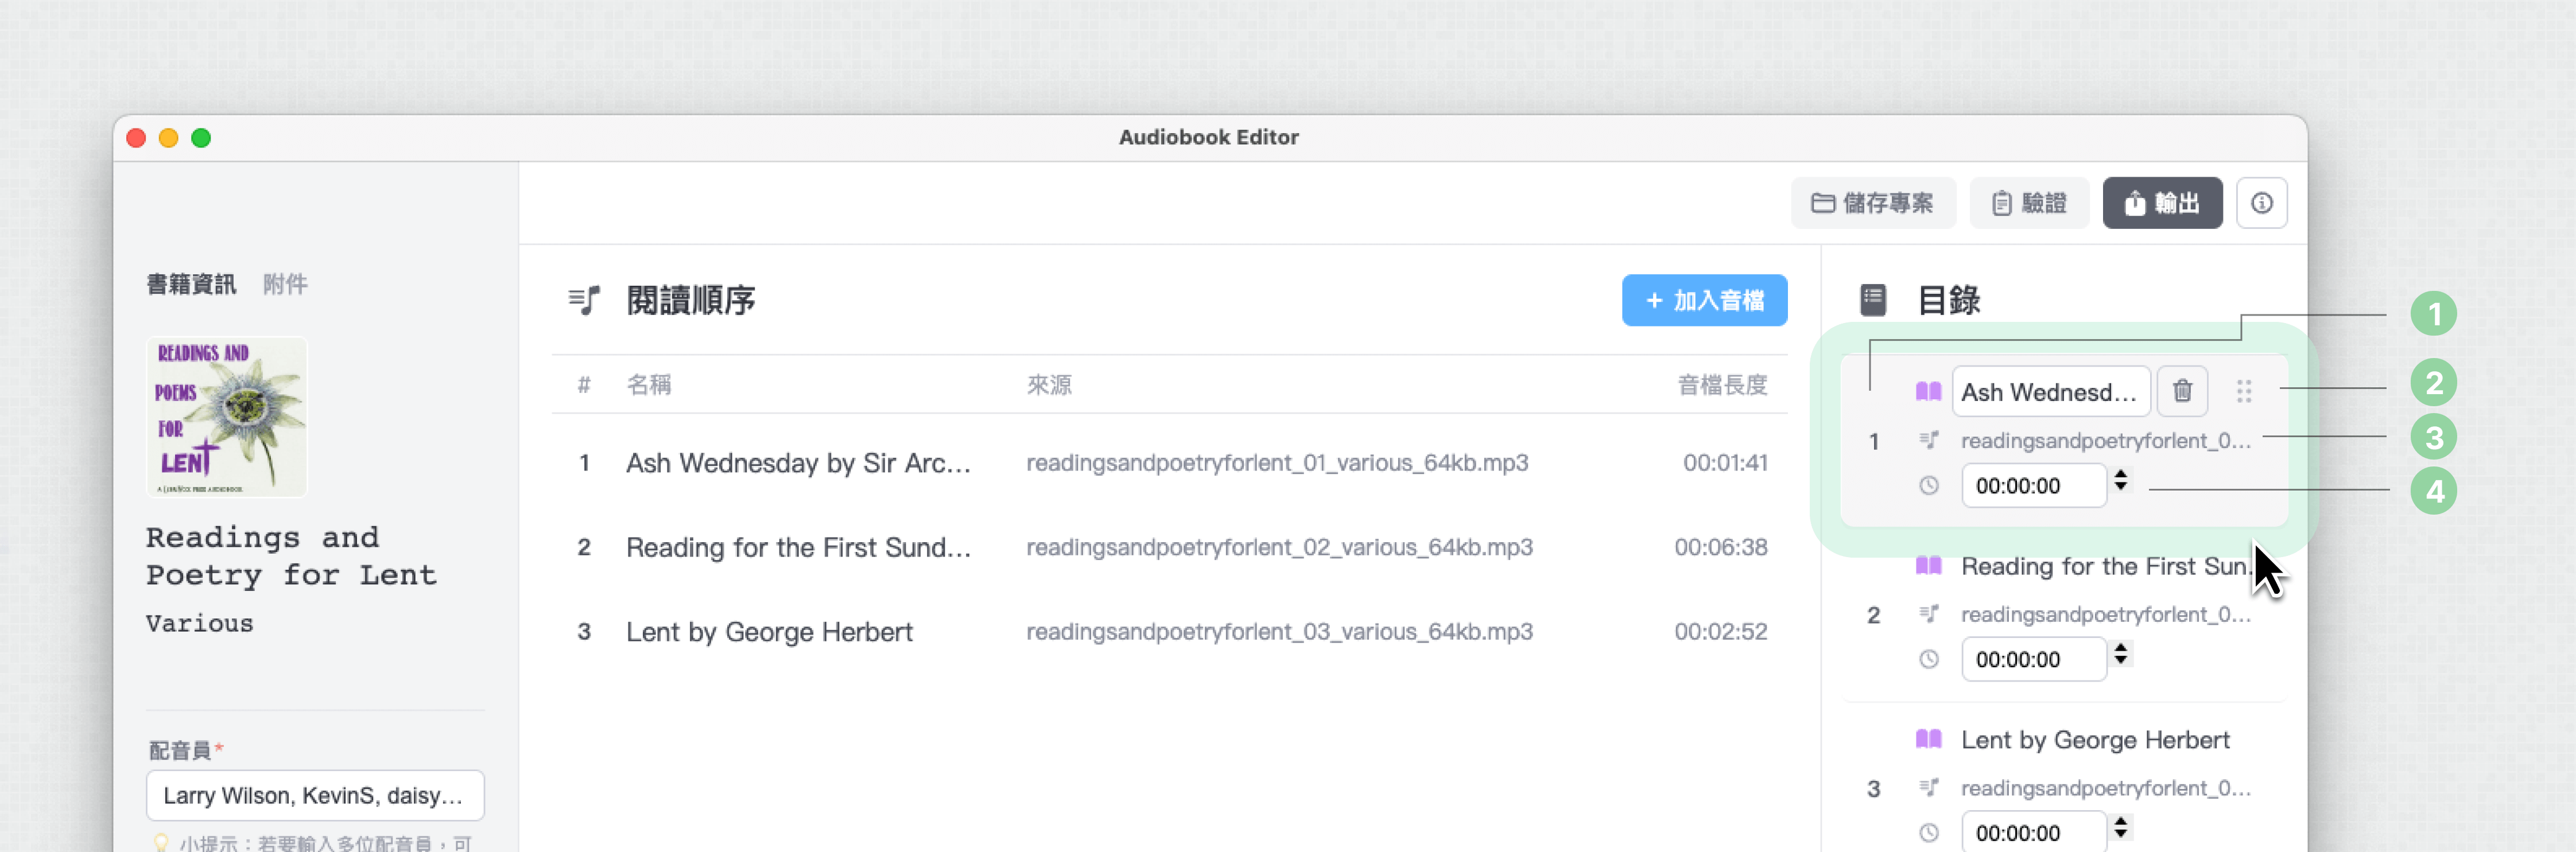 Audiobook Editor
儲存專案
驗證
輸出
書籍資訊 附件
READINGS AND
POEMS
FOR
LENT
A LIBRIVOX FREE AUDIOBOOK
Readings and
Poetry for Lent
Various
配音員*
Larry Wilson, KevinS, daisy...
小提示：若要輸入多位配音員，可
閱讀順序
+ 加入音檔
# 名稱 來源 音檔長度
1 Ash Wednesday by Sir Arc... readingsandpoetryforlent_01_various_64kb.mp3 00:01:41
2 Reading for the First Sund... readingsandpoetryforlent_02_various_64kb.mp3 00:06:38
3 Lent by George Herbert readingsandpoetryforlent_03_various_64kb.mp3 00:02:52
目錄
Ash Wednesd...
1 readingsandpoetryforlent_0...
00:00:00
Reading for the First Sun.
2 readingsandpoetryforlent_0...
00:00:00
Lent by George Herbert
3 readingsandpoetryforlent_0...
00:00:00
1
2
3
4